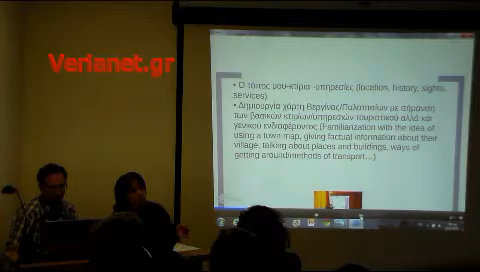 Verianet.gr
• Ο τόπος μου-κτίρια -υπηρεσίες (location, history, sights,
services)
• Δημιουργία χάρτη Βεργίνας/Παλατιτσίων με σήμανση
των βασικών κτιρίων/υπηρεσιών τουριστικού αλλά και
γενικού ενδιαφέροντος.(Familiarization with the idea of
using a town map, giving factual information about their
village, talking about places and buildings, ways of
getting around/methods of transport…)